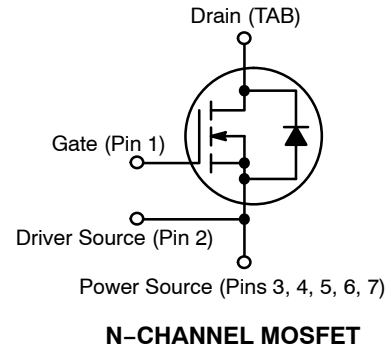 Drain (TAB)
Gate (Pin 1)
Driver Source (Pin 2)
Power Source (Pins 3, 4, 5, 6, 7)
N−CHANNEL MOSFET